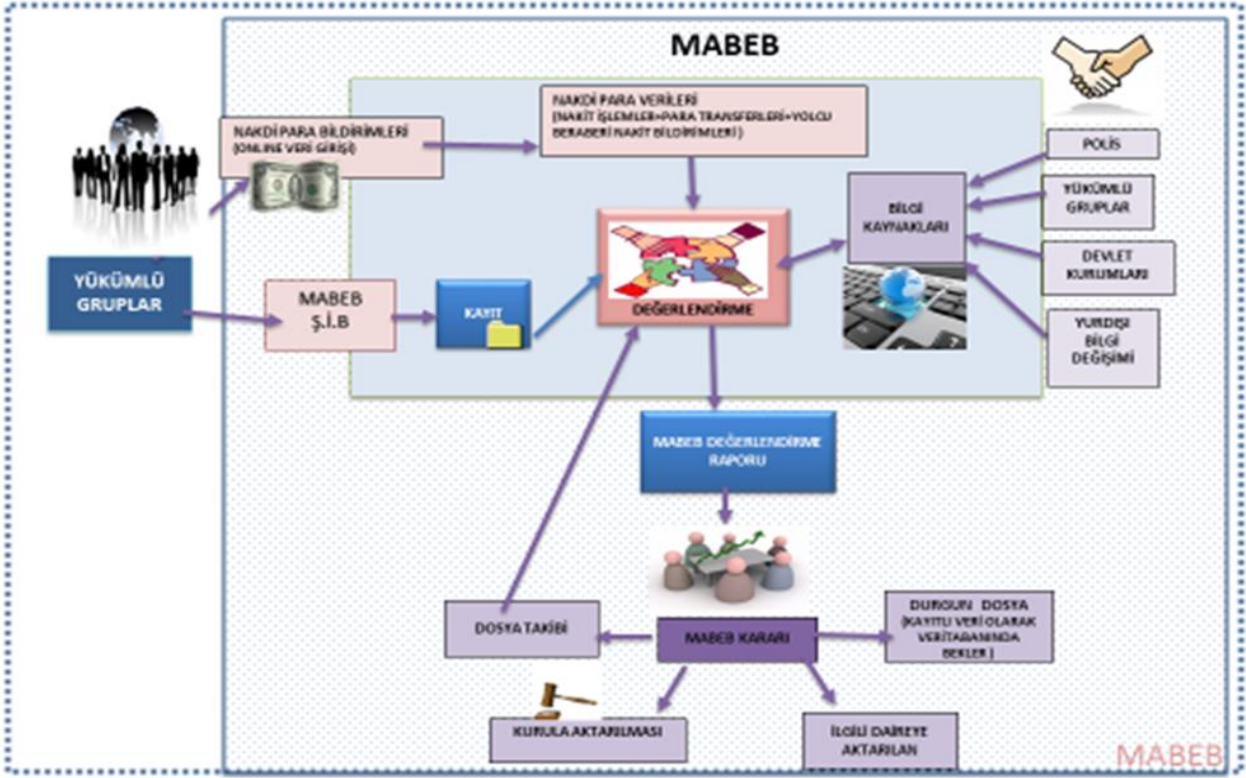 MABEB
NAKDİ PARA BİLDİRİMLERİ
(ONLINE VERİ GİRİŞİ)
NAKDİ PARA VERİLERİ
(NAKİT İŞLEMLER+PARA TRANSFERLERİ+YOLCU
BERABERİ NAKİT BİLDİRİMLERİ )
POLİS
YÜKÜMLÜ
GRUPLAR
DEVLET
KURUMLARI
YURDIŞI
BİLGİ
DEĞİŞİMİ
BİLGİ
KAYNAKLARI
YÜKÜMLÜ
GRUPLAR
MABEB
Ş.İ.B
KAYIT
DEĞERLENDİRME
MABEB DEĞERLENDİRME
RAPORU
DOSYA TAKİBİ
MABEB KARARI
DURGUN DOSYA
(KAYITLI VERİ OLARAK
VERİTABANINDA
BEKLER )
KURULA AKTARILMASI
İLGİLİ DAİREYE
AKTARILAN
MABEB